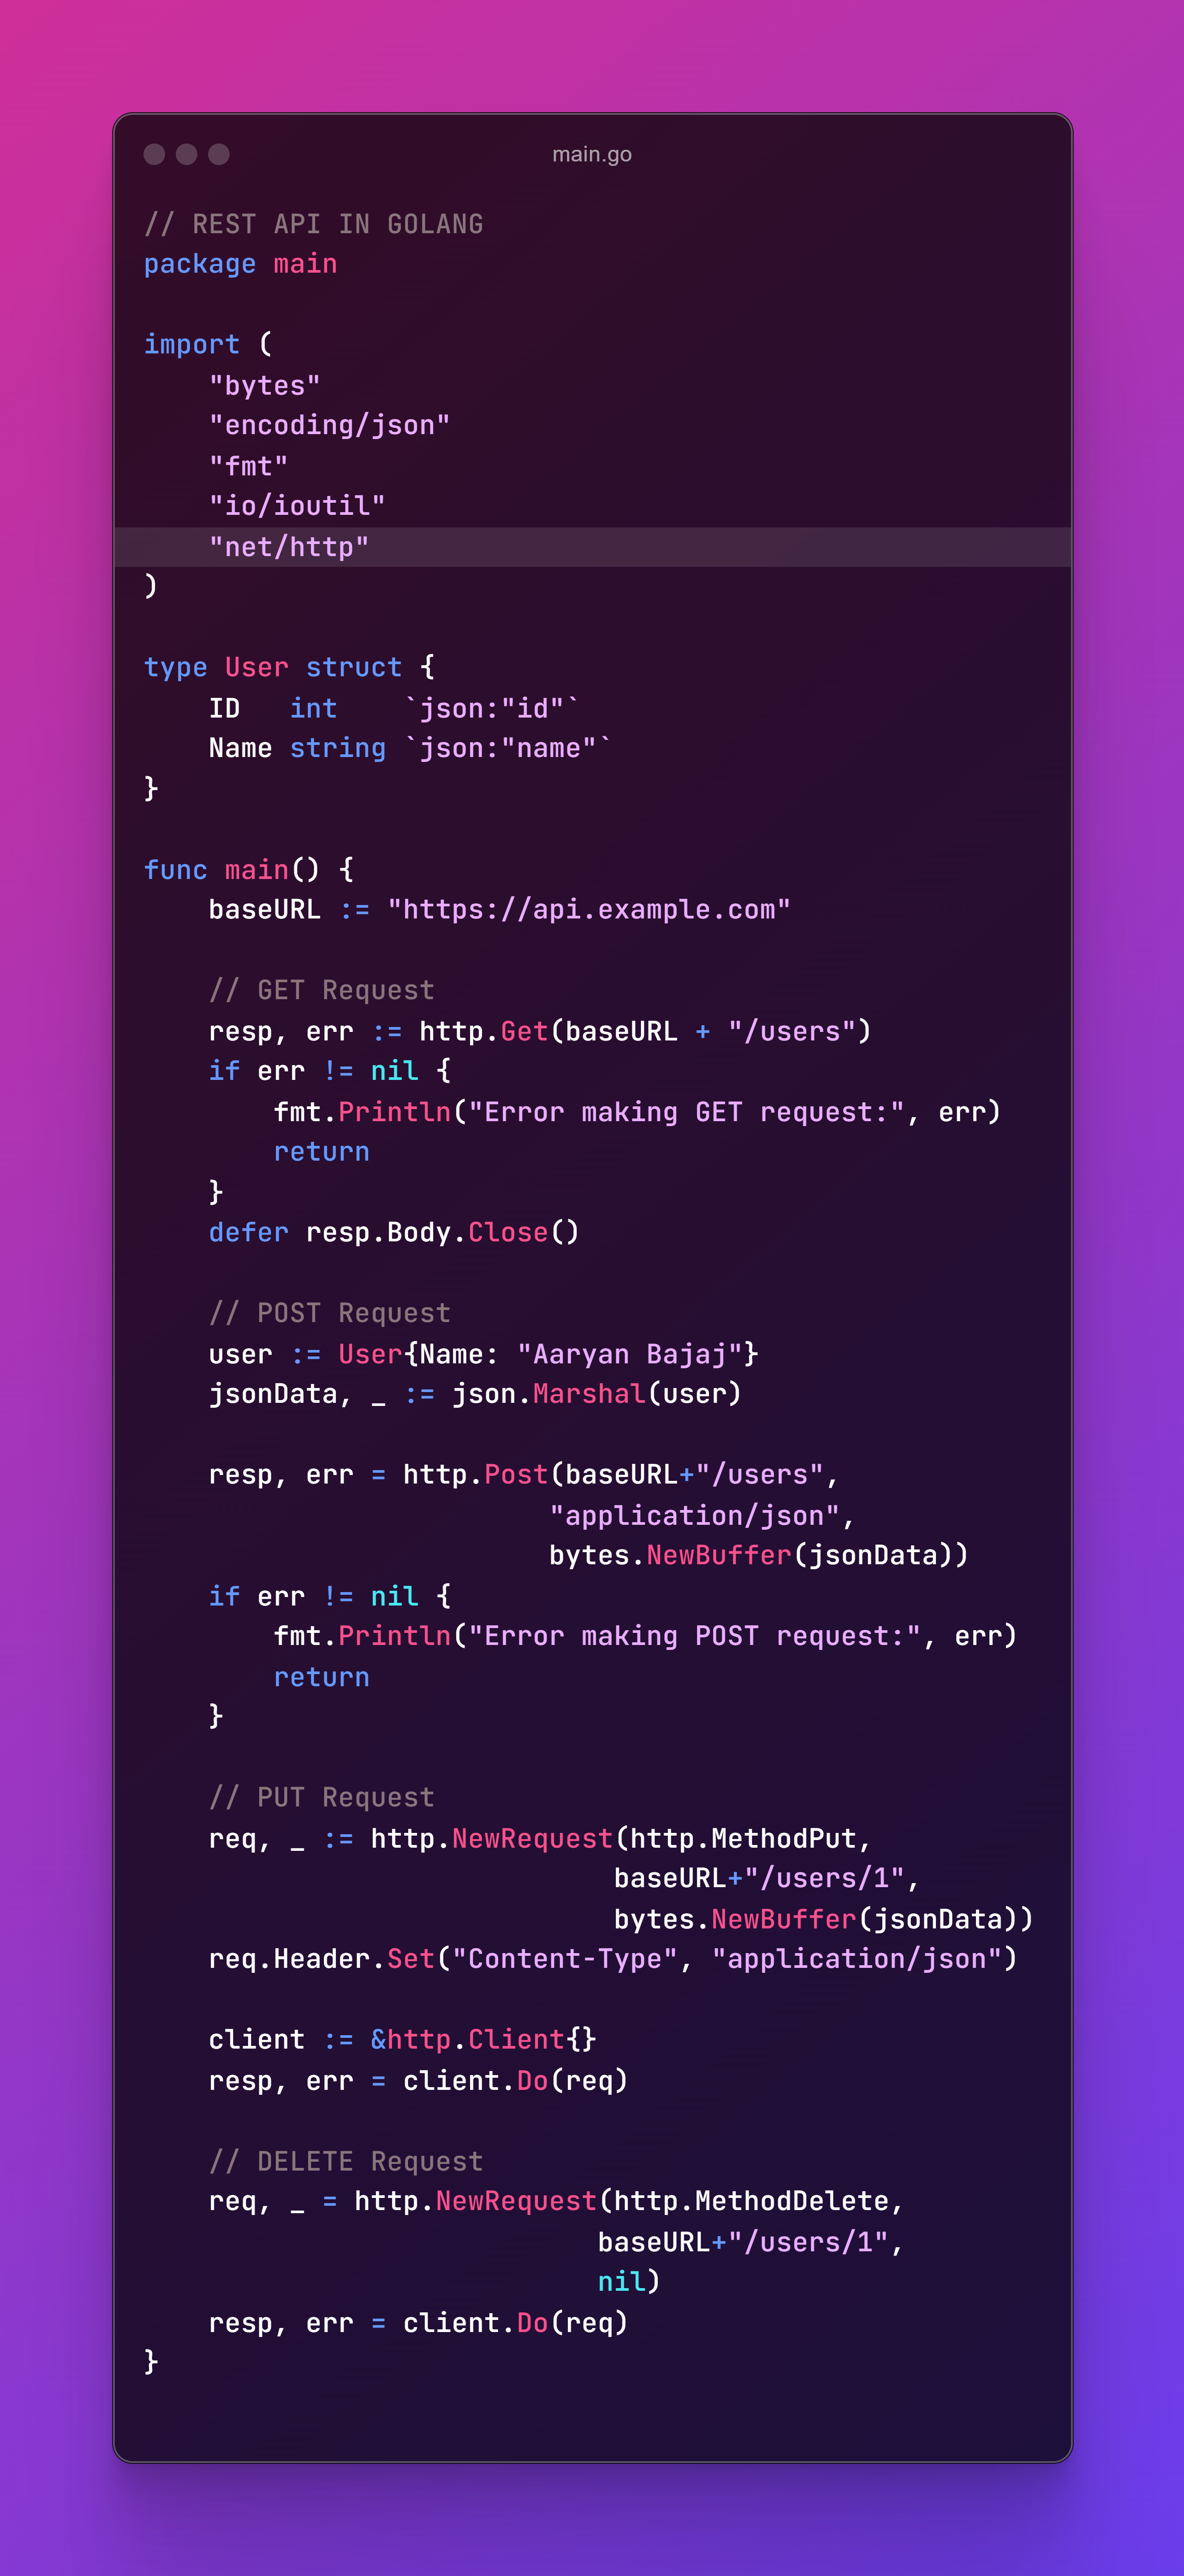 main.go
// REST API IN GOLANG
package main
import (
    "bytes"
    "encoding/json"
    "fmt"
    "io/ioutil"
    "net/http"
)
type User struct {
    ID   int    `json:"id"`
    Name string `json:"name"`
}
func main() {
    baseURL := "https://api.example.com"
    // GET Request
    resp, err := http.Get(baseURL + "/users")
    if err != nil {
        fmt.Println("Error making GET request:", err)
        return
    }
    defer resp.Body.Close()
    // POST Request
    user := User{Name: "Aaryan Bajaj"}
    jsonData, _ := json.Marshal(user)
    resp, err = http.Post(baseURL+"/users",
                         "application/json",
                         bytes.NewBuffer(jsonData))
    if err != nil {
        fmt.Println("Error making POST request:", err)
        return
    }
    // PUT Request
    req, _ := http.NewRequest(http.MethodPut,
                             baseURL+"/users/1",
                             bytes.NewBuffer(jsonData))
    req.Header.Set("Content-Type", "application/json")
    client := &http.Client{}
    resp, err = client.Do(req)
    // DELETE Request
    req, _ = http.NewRequest(http.MethodDelete,
                            baseURL+"/users/1",
                            nil)
    resp, err = client.Do(req)
}